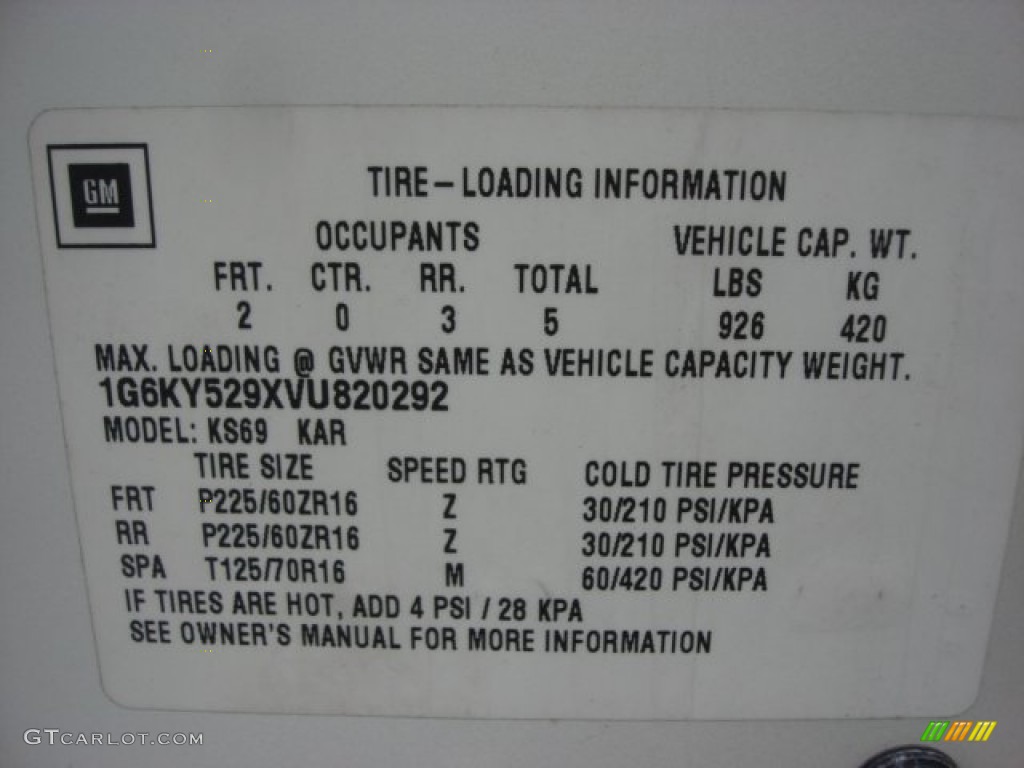 GM
TIRE-LOADING INFORMATION
OCCUPANTS VEHICLE CAP. WT.
FRT. CTR. RR. TOTAL LBS KG
2 0 3 5 926 420
MAX. LOADING @ GVWR SAME AS VEHICLE CAPACITY WEIGHT.
1G6KY529XVU820292
MODEL: KS69 KAR
TIRE SIZE SPEED RTG COLD TIRE PRESSURE
FRT P225/60ZR16 Z 30/210 PSI/KPA
RR P225/60ZR16 Z 30/210 PSI/KPA
SPA T125/70R16 M 60/420 PSI/KPA
IF TIRES ARE HOT, ADD 4 PSI / 28 KPA
SEE OWNER'S MANUAL FOR MORE INFORMATION
GTCARLOT.COM